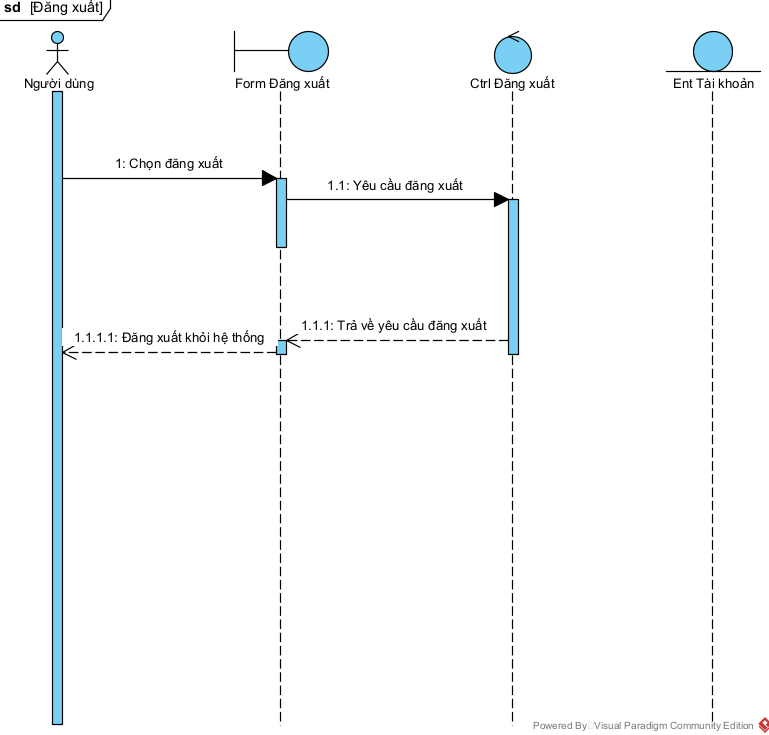 sd [Đăng xuất]
Người dùng
Form Đăng xuất
Ctrl Đăng xuất
Ent Tài khoản
1: Chọn đăng xuất
1.1: Yêu cầu đăng xuất
1.1.1: Trả về yêu cầu đăng xuất
1.1.1.1: Đăng xuất khỏi hệ thống
Powered By Visual Paradigm Community Edition